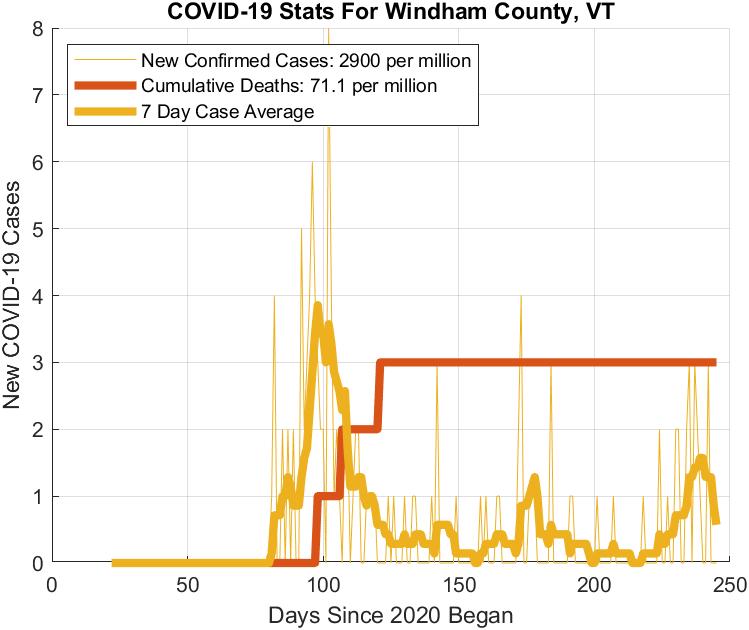 COVID-19 Stats For Windham County, VT
New Confirmed Cases: 2900 per million
Cumulative Deaths: 71.1 per million
7 Day Case Average
New COVID-19 Cases
8
7
6
5
4
3
2
1
0
0 50 100 150 200 250
Days Since 2020 Began